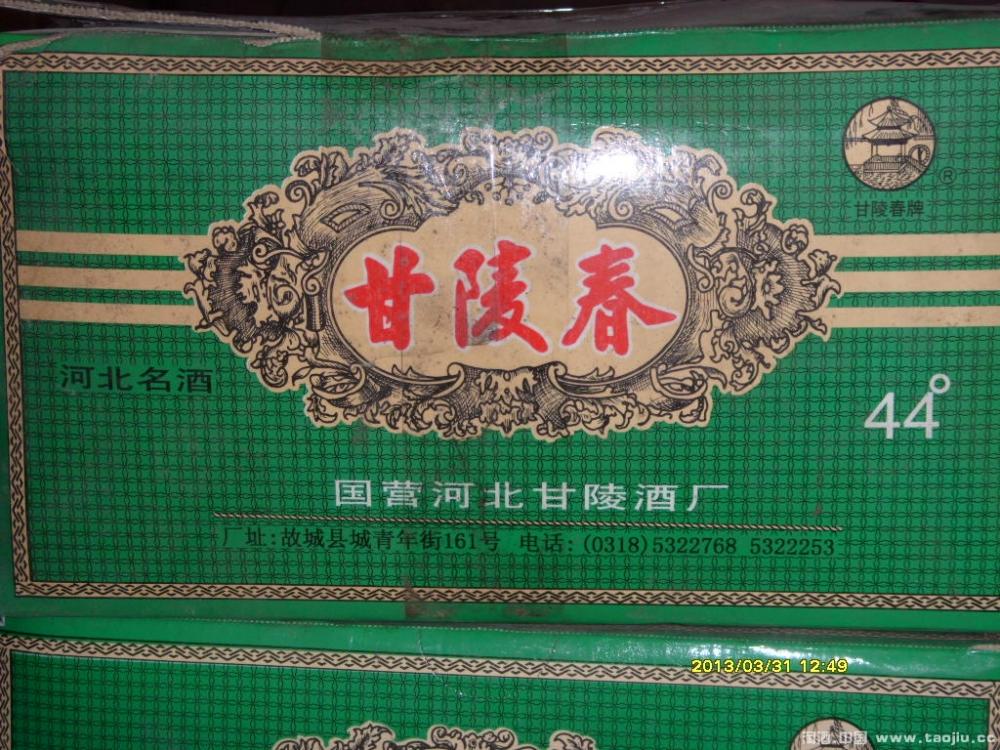 ®
甘陵春牌
甘陵春
河北名酒
44°
国营河北甘陵酒厂
厂址:故城县城青年街161号 电话:(0318)5322768 5322253
2013/03/31 12:49
www.taojiu.cc